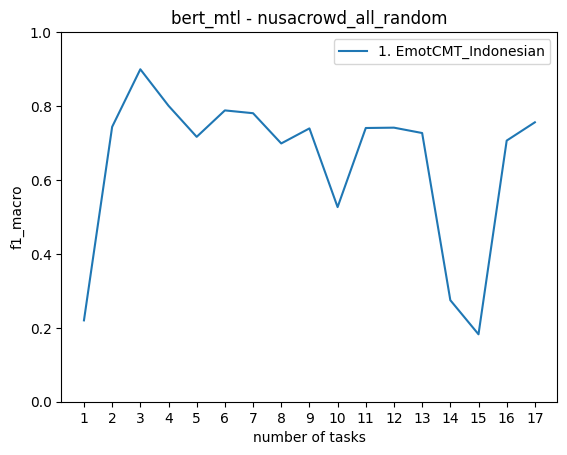 bert_mtl - nusacrowd_all_random
1. EmotCMT_Indonesian
1.0
0.8
0.6
0.4
0.2
0.0
f1_macro
1 2 3 4 5 6 7 8 9 10 11 12 13 14 15 16 17
number of tasks